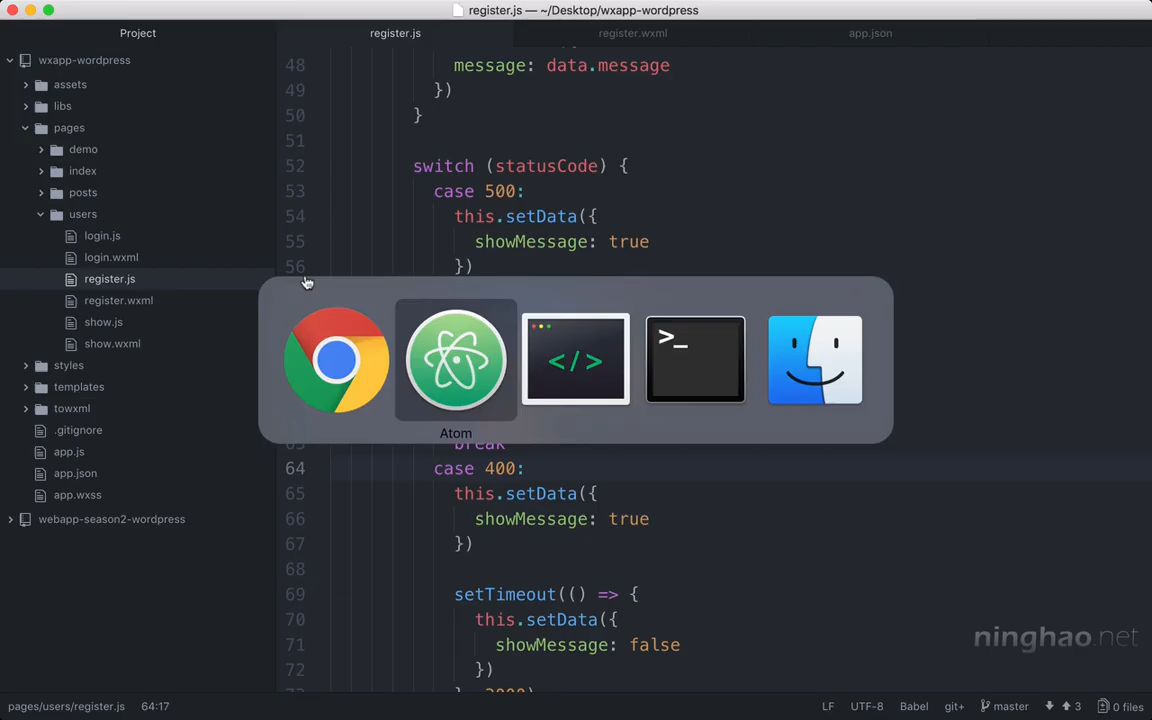 register.js — ~/Desktop/wxapp-wordpress
Project
register.js
register.wxml
app.json
wxapp-wordpress
assets
libs
pages
demo
index
posts
users
login.js
login.wxml
register.js
register.wxml
show.js
show.wxml
styles
templates
towxml
.gitignore
app.js
app.json
app.wxss
webapp-season2-wordpress
48 message: data.message
49 })
50 }
51
52 switch (statusCode) {
53 case 500:
54 this.setData({
55 showMessage: true
56 })
</>
>_
Atom
break
64 case 400:
65 this.setData({
66 showMessage: true
67 })
68
69 setTimeout(() => {
70 this.setData({
71 showMessage: false
72 })
ninghao.net
pages/users/register.js 64:17
LF UTF-8 Babel git+ master 3 0 files